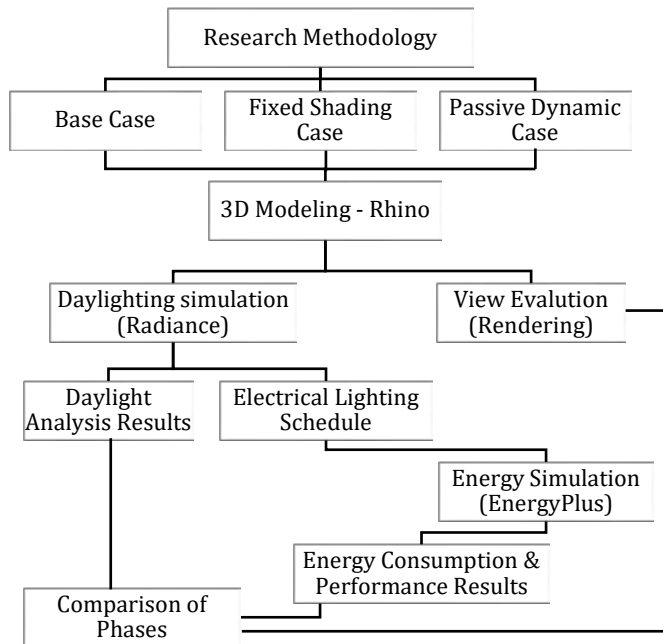 Research Methodology
Base Case
Fixed Shading
Case
Passive Dynamic
Case
3D Modeling - Rhino
Daylighting simulation
(Radiance)
View Evalution
(Rendering)
Daylight
Analysis Results
Electrical Lighting
Schedule
Energy Simulation
(EnergyPlus)
Energy Consumption &
Performance Results
Comparison of
Phases